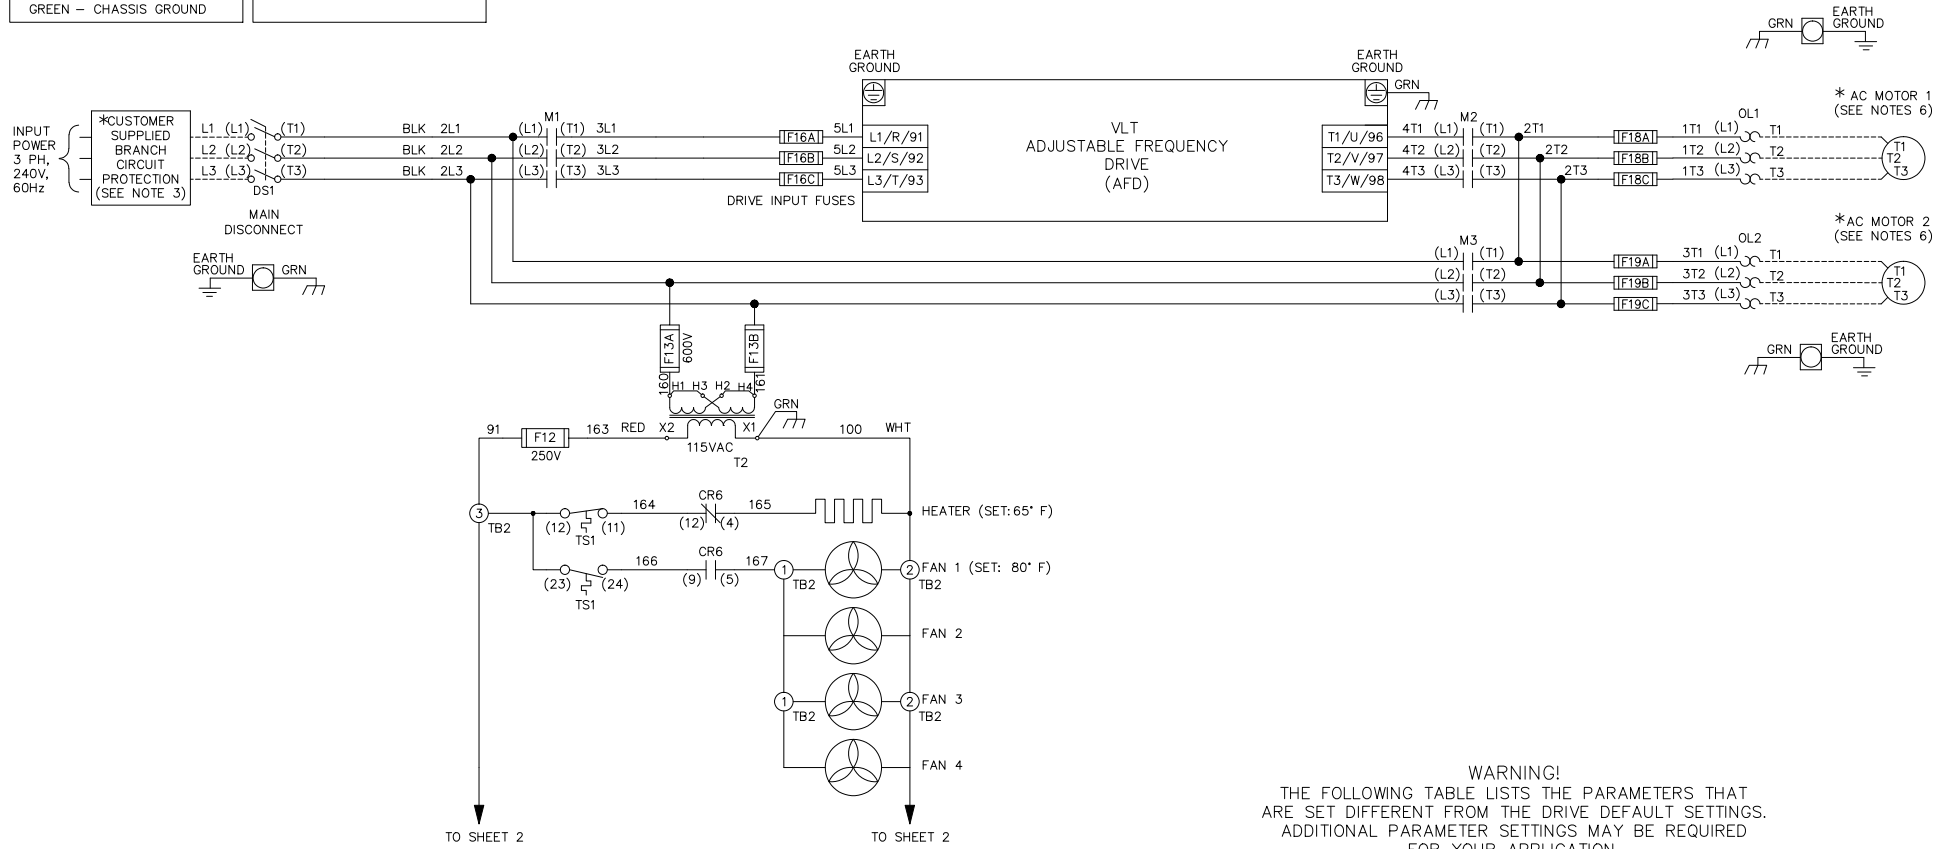 GREEN — CHASSIS GROUND
EARTH
GROUND
GRN
EARTH
GROUND
EARTH
GROUND
GRN
INPUT
POWER
3 PH,
240V,
60Hz
*CUSTOMER
SUPPLIED
BRANCH
CIRCUIT
PROTECTION
(SEE NOTE 3)
L1 (L1) (T1) BLK 2L1 (L1) M1 (T1) 3L1 F16A 5L1 L1/R/91
L2 (L2) (T2) BLK 2L2 (L2) (T2) 3L2 F16B 5L2 L2/S/92
L3 (L3) (T3) BLK 2L3 (L3) (T3) 3L3 F16C 5L3 L3/T/93
DS1
MAIN
DISCONNECT
DRIVE INPUT FUSES
VLT
ADJUSTABLE FREQUENCY
DRIVE
(AFD)
T1/U/96 4T1 (L1) M2 (T1) 2T1 F18A 1T1 (L1) OL1 T1
T2/V/97 4T2 (L2) (T2) 2T2 F18B 1T2 (L2) T2
T3/W/98 4T3 (L3) (T3) 2T3 F18C 1T3 (L3) T3
* AC MOTOR 1
(SEE NOTES 6)
T1
T2
T3
EARTH
GROUND
GRN
M3
(L1) (T1) F19A 3T1 (L1) OL2 T1
(L2) (T2) F19B 3T2 (L2) T2
(L3) (T3) F19C 3T3 (L3) T3
*AC MOTOR 2
(SEE NOTES 6)
T1
T2
T3
GRN
EARTH
GROUND
F13A
600V
F13B
160
H1 H3 H2 H4
161
GRN
91 F12 163 RED X2 X1 100 WHT
250V
115VAC
T2
3
TB2
(12) (11)
TS1
164
CR6
(12) (4)
165
HEATER (SET: 65° F)
(23) (24)
TS1
166
CR6
(9) (5)
167
1
TB2
2
TB2
FAN 1 (SET: 80° F)
FAN 2
1
TB2
2
TB2
FAN 3
FAN 4
TO SHEET 2
TO SHEET 2
WARNING!
THE FOLLOWING TABLE LISTS THE PARAMETERS THAT
ARE SET DIFFERENT FROM THE DRIVE DEFAULT SETTINGS.
ADDITIONAL PARAMETER SETTINGS MAY BE REQUIRED
FOR YOUR APPLICATION